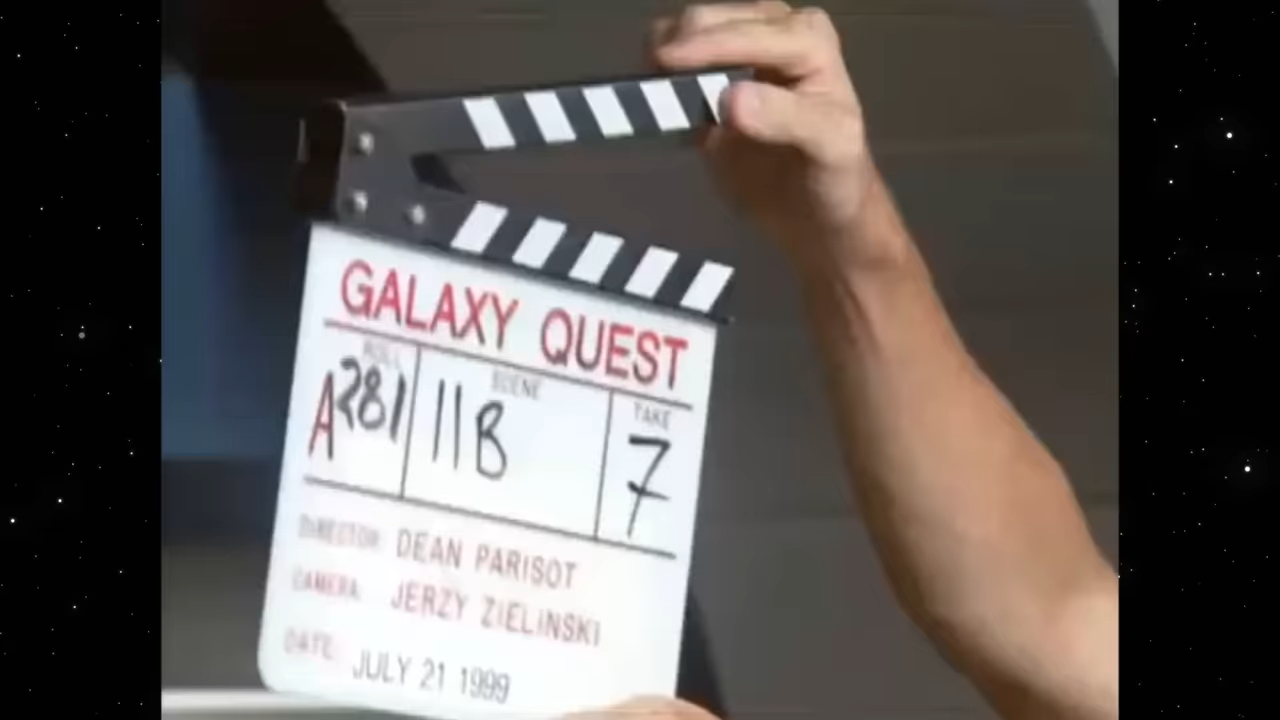 GALAXY QUEST
ROLL SCENE TAKE
A281 11B 7
DIRECTOR: DEAN PARISOT
CAMERA: JERZY ZIELINSKI
DATE: JULY 21 1999